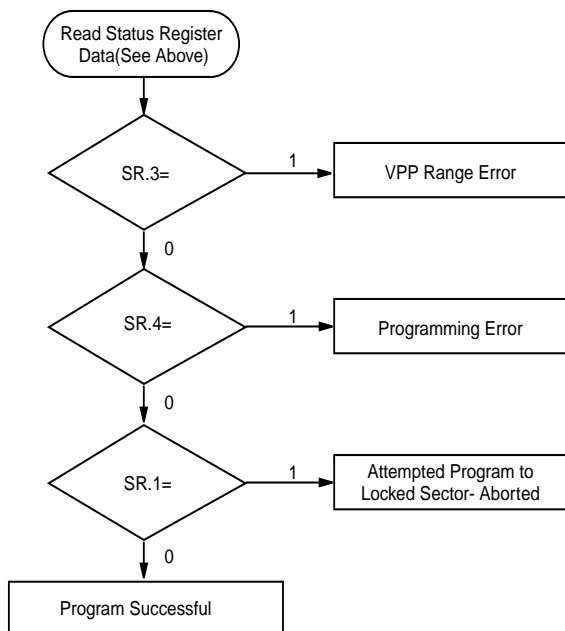 Read Status Register
Data(See Above)
SR.3=
1
VPP Range Error
0
SR.4=
1
Programming Error
0
SR.1=
1
Attempted Program to
Locked Sector- Aborted
0
Program Successful